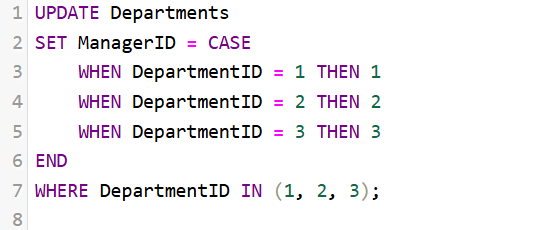 1 UPDATE Departments
2 SET ManagerID = CASE
3     WHEN DepartmentID = 1 THEN 1
4     WHEN DepartmentID = 2 THEN 2
5     WHEN DepartmentID = 3 THEN 3
6 END
7 WHERE DepartmentID IN (1, 2, 3);
8